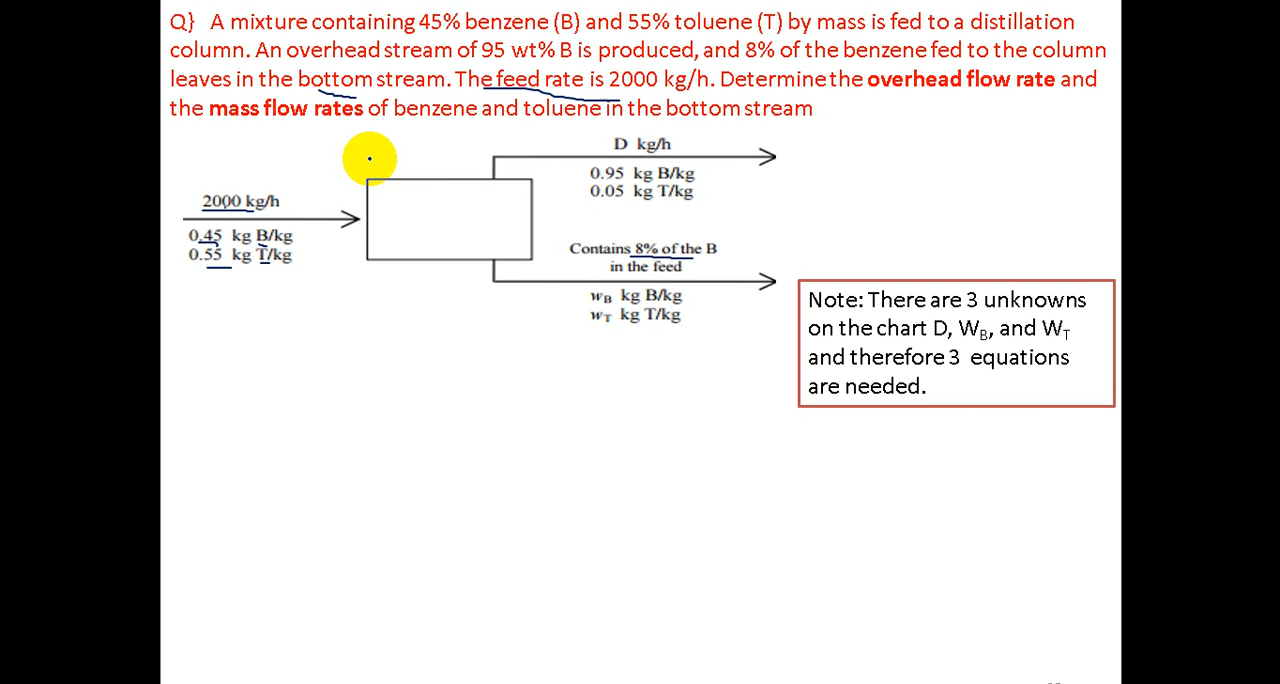 Q} A mixture containing 45% benzene (B) and 55% toluene (T) by mass is fed to a distillation
column. An overhead stream of 95 wt% B is produced, and 8% of the benzene fed to the column
leaves in the bottom stream. The feed rate is 2000 kg/h. Determine the overhead flow rate and
the mass flow rates of benzene and toluene in the bottom stream
D kg/h
0.95 kg B/kg
0.05 kg T/kg
2000 kg/h
0.45 kg B/kg
0.55 kg T/kg
Contains 8% of the B
in the feed
wB kg B/kg
wT kg T/kg
Note: There are 3 unknowns
on the chart D, WB, and WT
and therefore 3 equations
are needed.